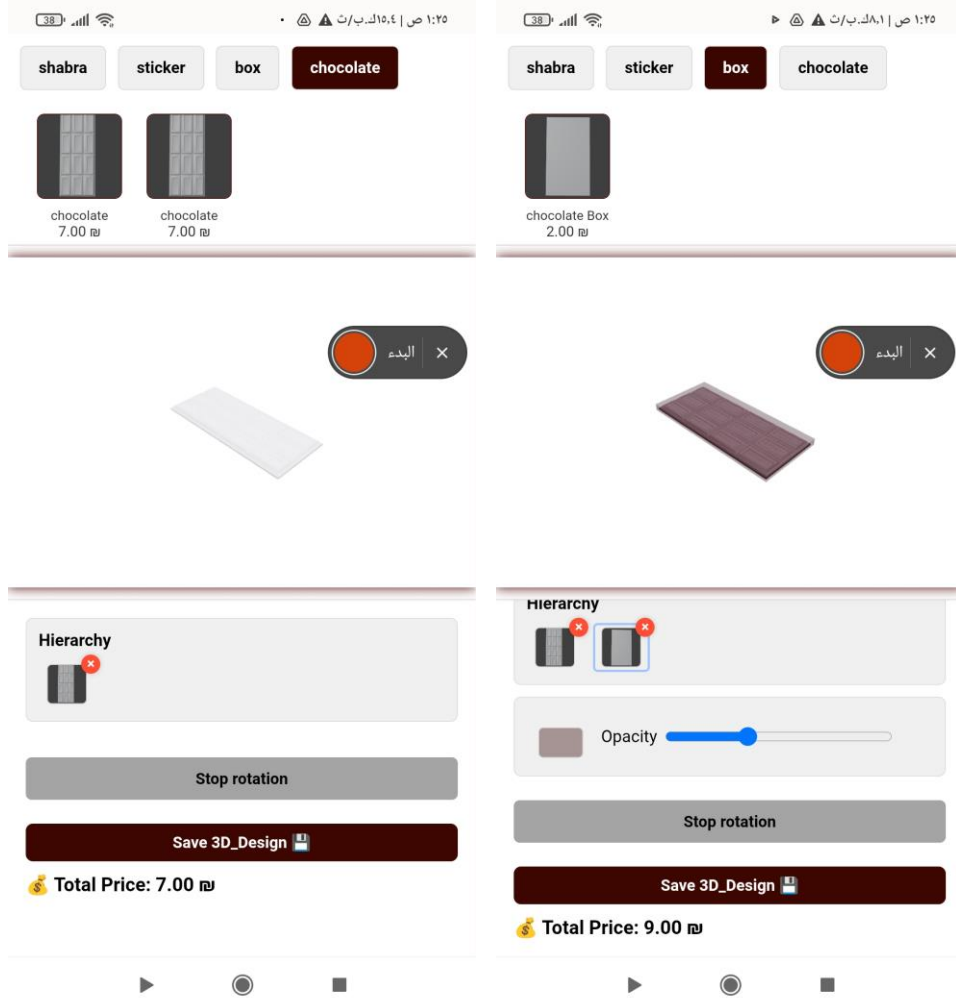 ١:٢٥ ص | ١٥,٤ك.ب/ث
38
shabra sticker box chocolate
chocolate
7.00 ₪
chocolate
7.00 ₪
البدء
Hierarchy
Stop rotation
Save 3D_Design 💾
💰 Total Price: 7.00 ₪
١:٢٥ ص | ٨,١ك.ب/ث
38
shabra sticker box chocolate
chocolate Box
2.00 ₪
البدء
Hierarchy
Opacity
Stop rotation
Save 3D_Design 💾
💰 Total Price: 9.00 ₪